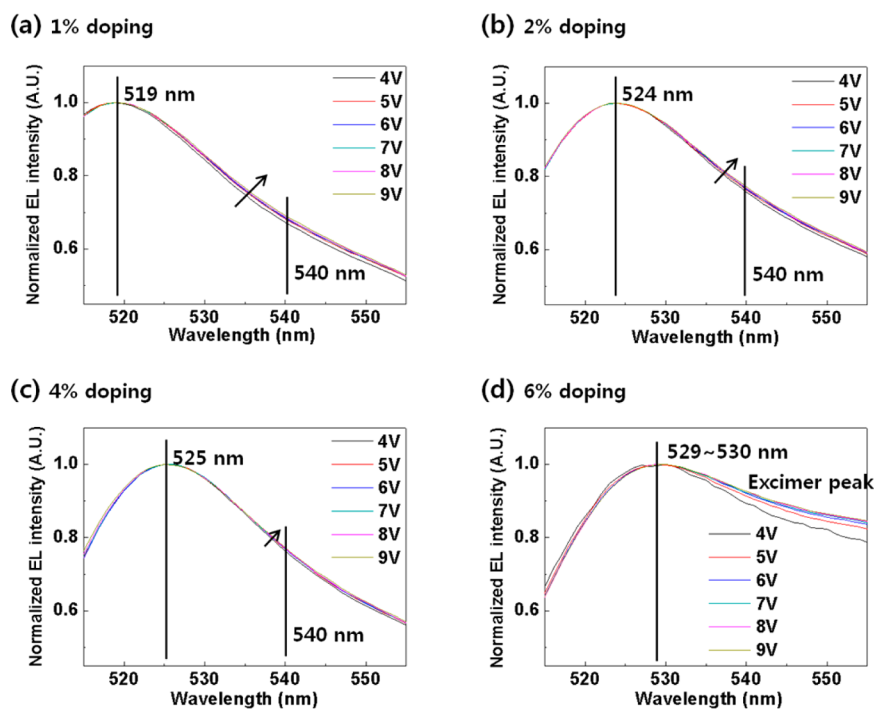 (a) 1% doping
Normalized EL intensity (A.U.)
1.0
0.8
0.6
519 nm
4V
5V
6V
7V
8V
9V
540 nm
520
530
540
550
Wavelength (nm)
(b) 2% doping
Normalized EL intensity (A.U.)
1.0
0.8
0.6
524 nm
4V
5V
6V
7V
8V
9V
540 nm
520
530
540
550
Wavelength (nm)
(c) 4% doping
Normalized EL intensity (A.U.)
1.0
0.8
0.6
525 nm
4V
5V
6V
7V
8V
9V
540 nm
520
530
540
550
Wavelength (nm)
(d) 6% doping
Normalized EL intensity (A.U.)
1.0
0.8
0.6
529~530 nm
Excimer peak
4V
5V
6V
7V
8V
9V
520
530
540
550
Wavelength (nm)